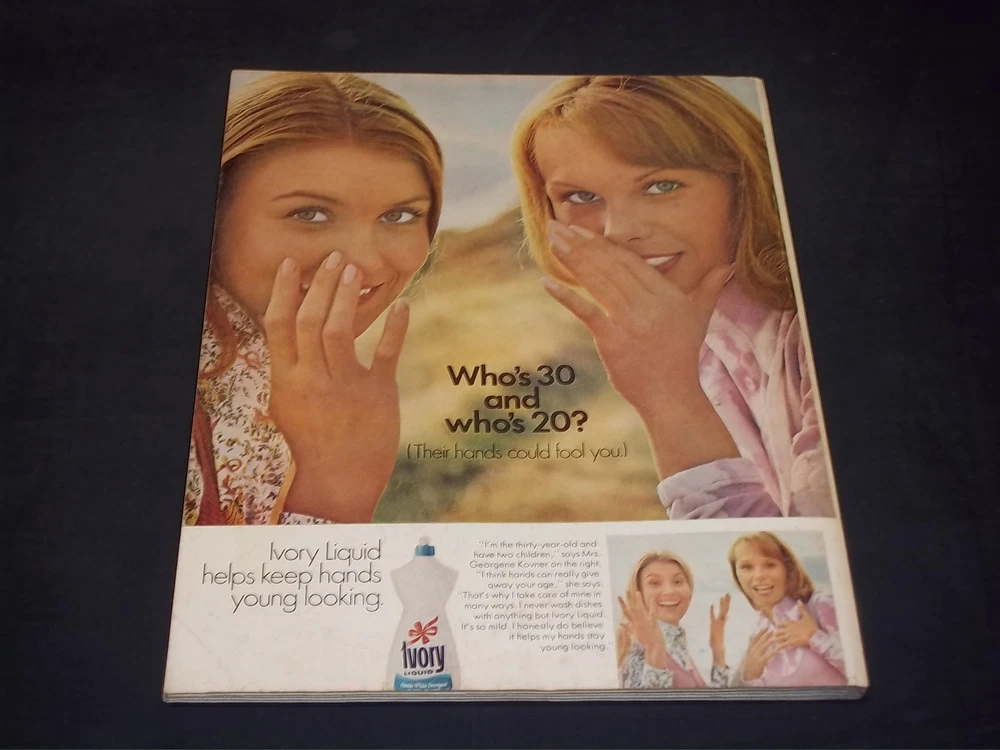 Who's 30
and
who's 20?
(Their hands could fool you.)
Ivory Liquid
helps keep hands
young looking.
Ivory
LIQUID
"I'm the thirty-year-old and
have two children," says Mrs.
Georgene Kovner on the right.
"I think hands can really give
away your age," she says.
"That's why I take care of mine in
many ways. I never wash dishes
with anything but Ivory Liquid.
It's so mild. I honestly do believe
it helps my hands stay
young looking."